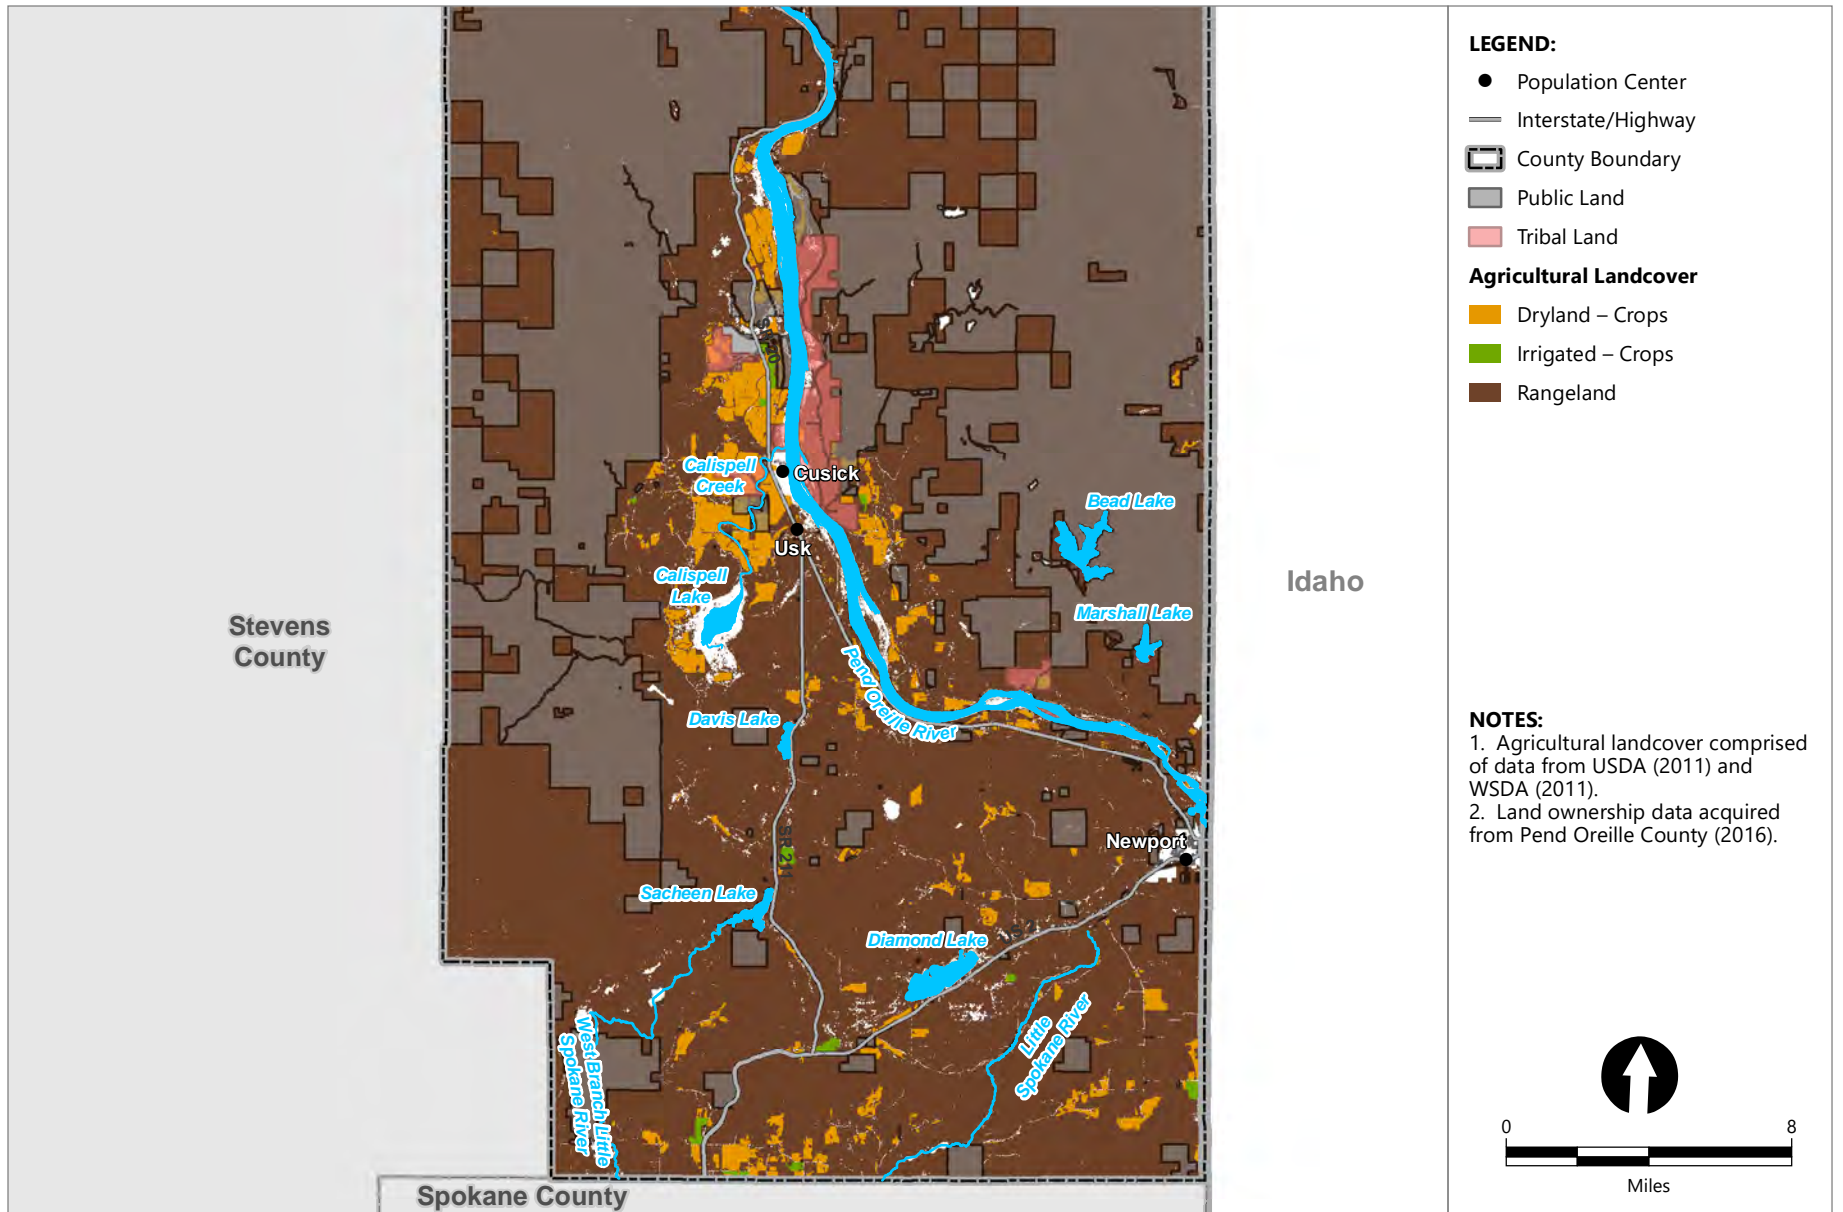 LEGEND:
Population Center
Interstate/Highway
County Boundary
Public Land
Tribal Land
Agricultural Landcover
Dryland – Crops
Irrigated – Crops
Rangeland
NOTES:
1. Agricultural landcover comprised
of data from USDA (2011) and
WSDA (2011).
2. Land ownership data acquired
from Pend Oreille County (2016).
0 8
Miles
Stevens
County
Idaho
Spokane County
Calispell
Creek
Cusick
Usk
Calispell
Lake
Bead Lake
Marshall Lake
Pend Oreille River
Davis Lake
Newport
SR 211
Sacheen Lake
Diamond Lake
Little
Spokane River
West Branch Little
Spokane River